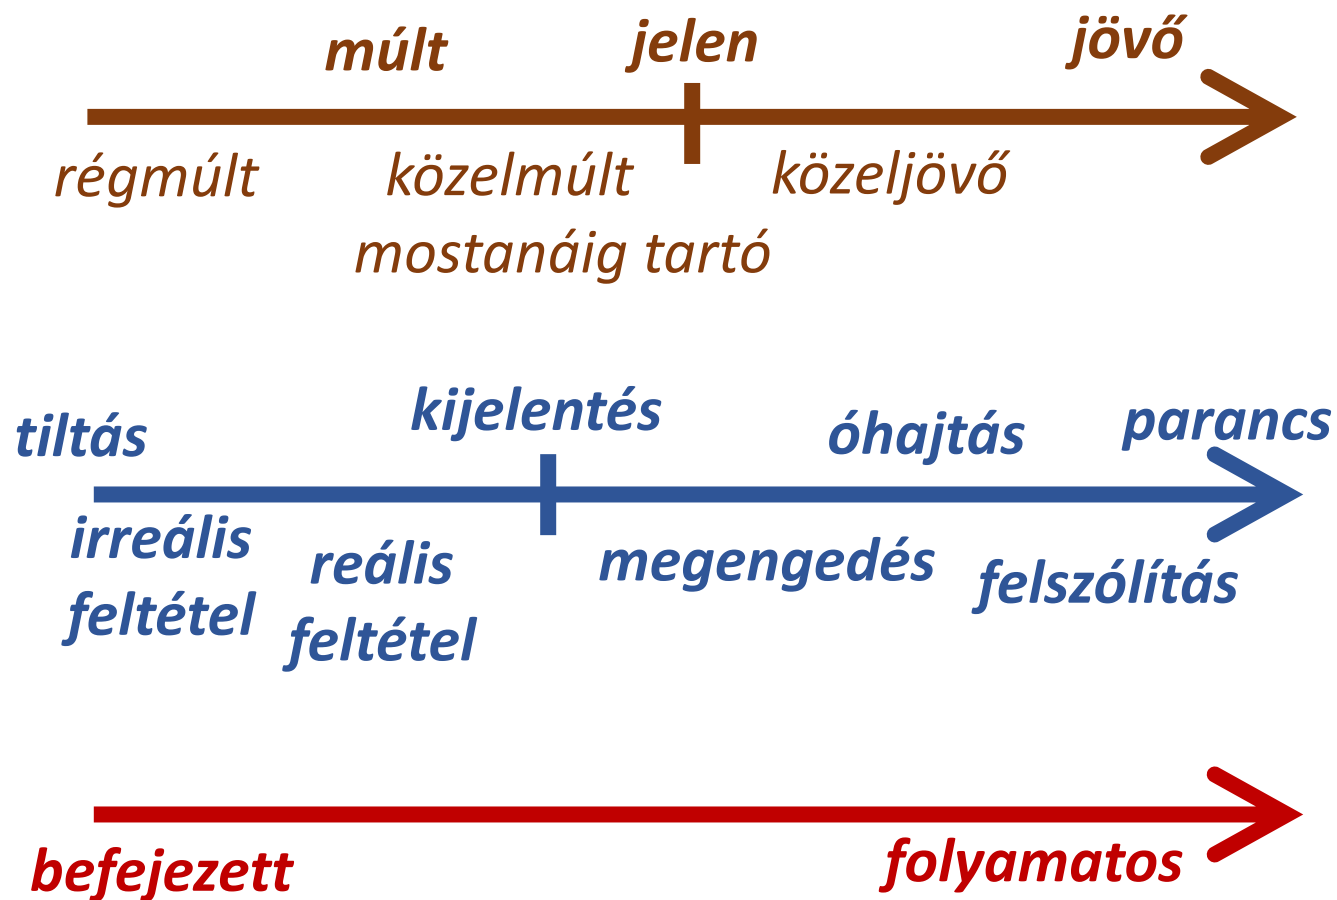 múlt jelen jövő
régmúlt közelmúlt közeljövő
mostanáig tartó
tiltás kijelentés óhajtás parancs
irreális
feltétel
reális
feltétel
megengedés
felszólítás
befejezett folyamatos